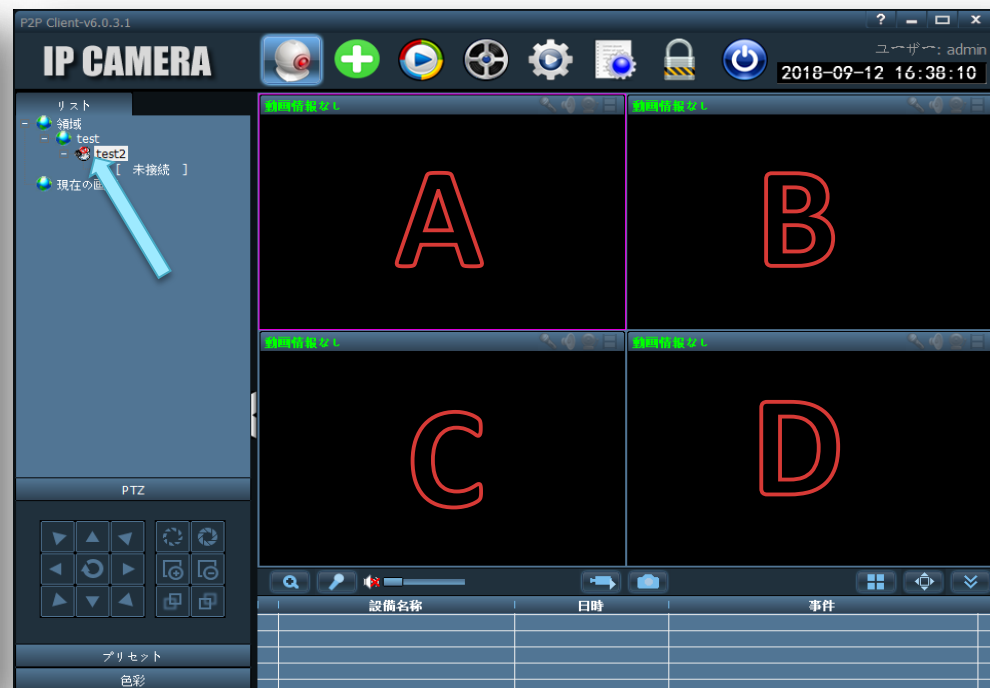 P2P Client-v6.0.3.1
?
IP CAMERA
ユーザー: admin
2018-09-12 16:38:10
リスト
領域
test
test2
[ 未接続 ]
現在の画
動画情報なし
動画情報なし
A
B
動画情報なし
動画情報なし
C
D
PTZ
設備名称 日時 事件
プリセット
色彩